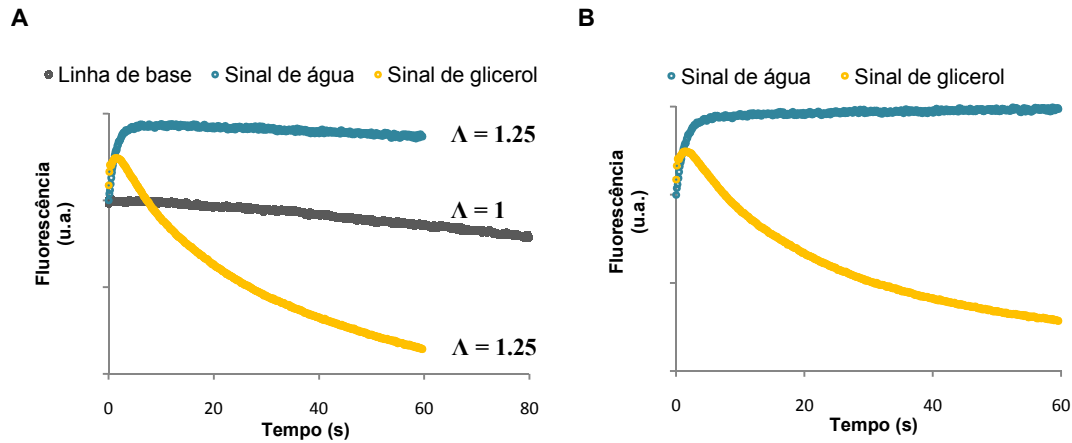 A
Linha de base Sinal de água Sinal de glicerol
Λ = 1.25
Λ = 1
Λ = 1.25
Fluorescência
(u.a.)
0 20 40 60 80
Tempo (s)
B
Sinal de água Sinal de glicerol
Fluorescência
(u.a.)
0 20 40 60
Tempo (s)